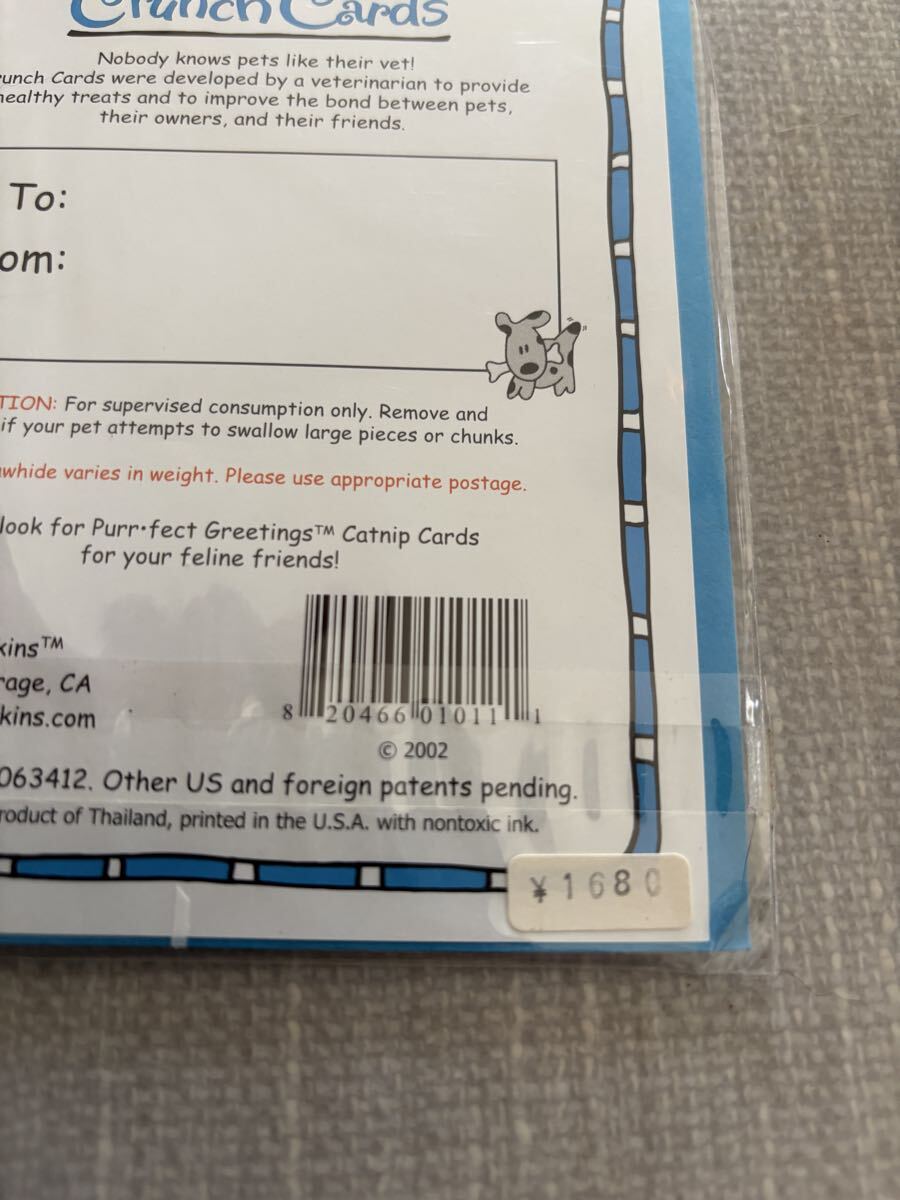 Crunch Cards
Nobody knows pets like their vet!
unch Cards were developed by a veterinarian to provide
healthy treats and to improve the bond between pets,
their owners, and their friends.
To:
om:
TION: For supervised consumption only. Remove and
if your pet attempts to swallow large pieces or chunks.
whide varies in weight. Please use appropriate postage.
look for Purr•fect Greetings™ Catnip Cards
for your feline friends!
kins™
rage, CA
kins.com
8 20466 01011 1
© 2002
063412. Other US and foreign patents pending.
roduct of Thailand, printed in the U.S.A. with nontoxic ink.
¥1680